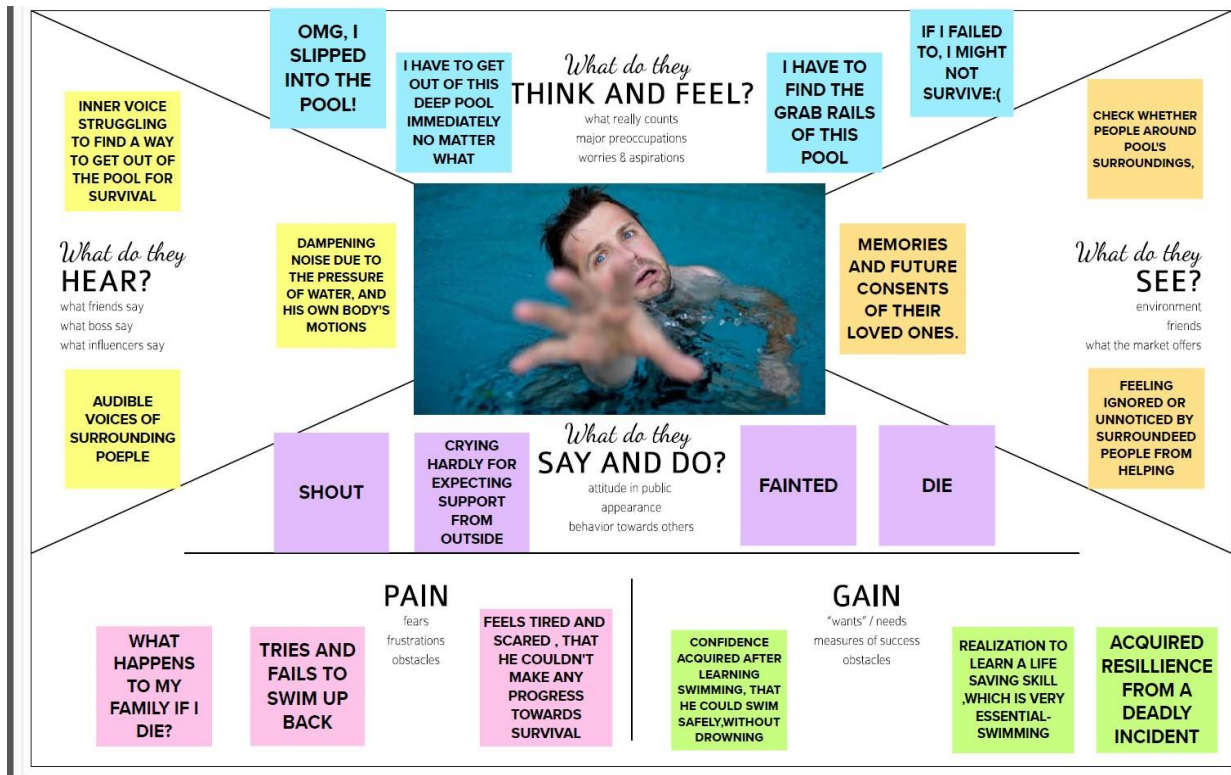 OMG, I
SLIPPED
INTO THE
POOL!
I HAVE TO GET
OUT OF THIS
DEEP POOL
IMMEDIATELY
NO MATTER
WHAT
What do they
THINK AND FEEL?
what really counts
major preoccupations
worries & aspirations
I HAVE TO
FIND THE
GRAB RAILS
OF THIS
POOL
IF I FAILED
TO, I MIGHT
NOT
SURVIVE:(
INNER VOICE
STRUGGLING
TO FIND A WAY
TO GET OUT OF
THE POOL FOR
SURVIVAL
What do they
HEAR?
what friends say
what boss say
what influencers say
DAMPENING
NOISE DUE TO
THE PRESSURE
OF WATER, AND
HIS OWN BODY'S
MOTIONS
AUDIBLE
VOICES OF
SURROUNDING
POEPLE
CHECK WHETHER
PEOPLE AROUND
POOL'S
SURROUNDINGS,
MEMORIES
AND FUTURE
CONSENTS
OF THEIR
LOVED ONES.
What do they
SEE?
environment
friends
what the market offers
FEELING
IGNORED OR
UNNOTICED BY
SURROUNDEED
PEOPLE FROM
HELPING
SHOUT
CRYING
HARDLY FOR
EXPECTING
SUPPORT
FROM
OUTSIDE
What do they
SAY AND DO?
attitude in public
appearance
behavior towards others
FAINTED
DIE
PAIN
fears
frustrations
obstacles
WHAT
HAPPENS
TO MY
FAMILY IF I
DIE?
TRIES AND
FAILS TO
SWIM UP
BACK
FEELS TIRED AND
SCARED , THAT
HE COULDN'T
MAKE ANY
PROGRESS
TOWARDS
SURVIVAL
GAIN
"wants" / needs
measures of success
obstacles
CONFIDENCE
ACQUIRED AFTER
LEARNING
SWIMMING, THAT
HE COULD SWIM
SAFELY,WITHOUT
DROWNING
REALIZATION TO
LEARN A LIFE
SAVING SKILL
,WHICH IS VERY
ESSENTIAL-
SWIMMING
ACQUIRED
RESILLIENCE
FROM A
DEADLY
INCIDENT